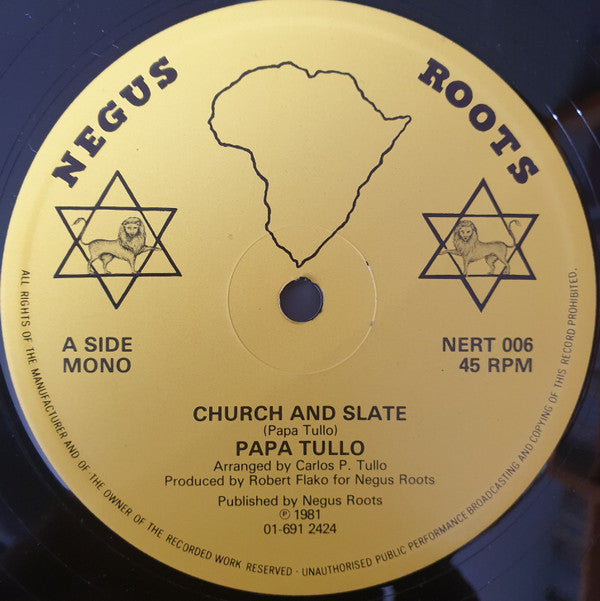 NEGUS ROOTS
A SIDE
MONO
NERT 006
45 RPM
CHURCH AND SLATE
(Papa Tullo)
PAPA TULLO
Arranged by Carlos P. Tullo
Produced by Robert Flako for Negus Roots
Published by Negus Roots
℗ 1981
01-691 2424
ALL RIGHTS OF THE MANUFACTURER AND OF THE OWNER OF THE RECORDED WORK RESERVED · UNAUTHORISED PUBLIC PERFORMANCE BROADCASTING AND COPYING OF THIS RECORD PROHIBITED.